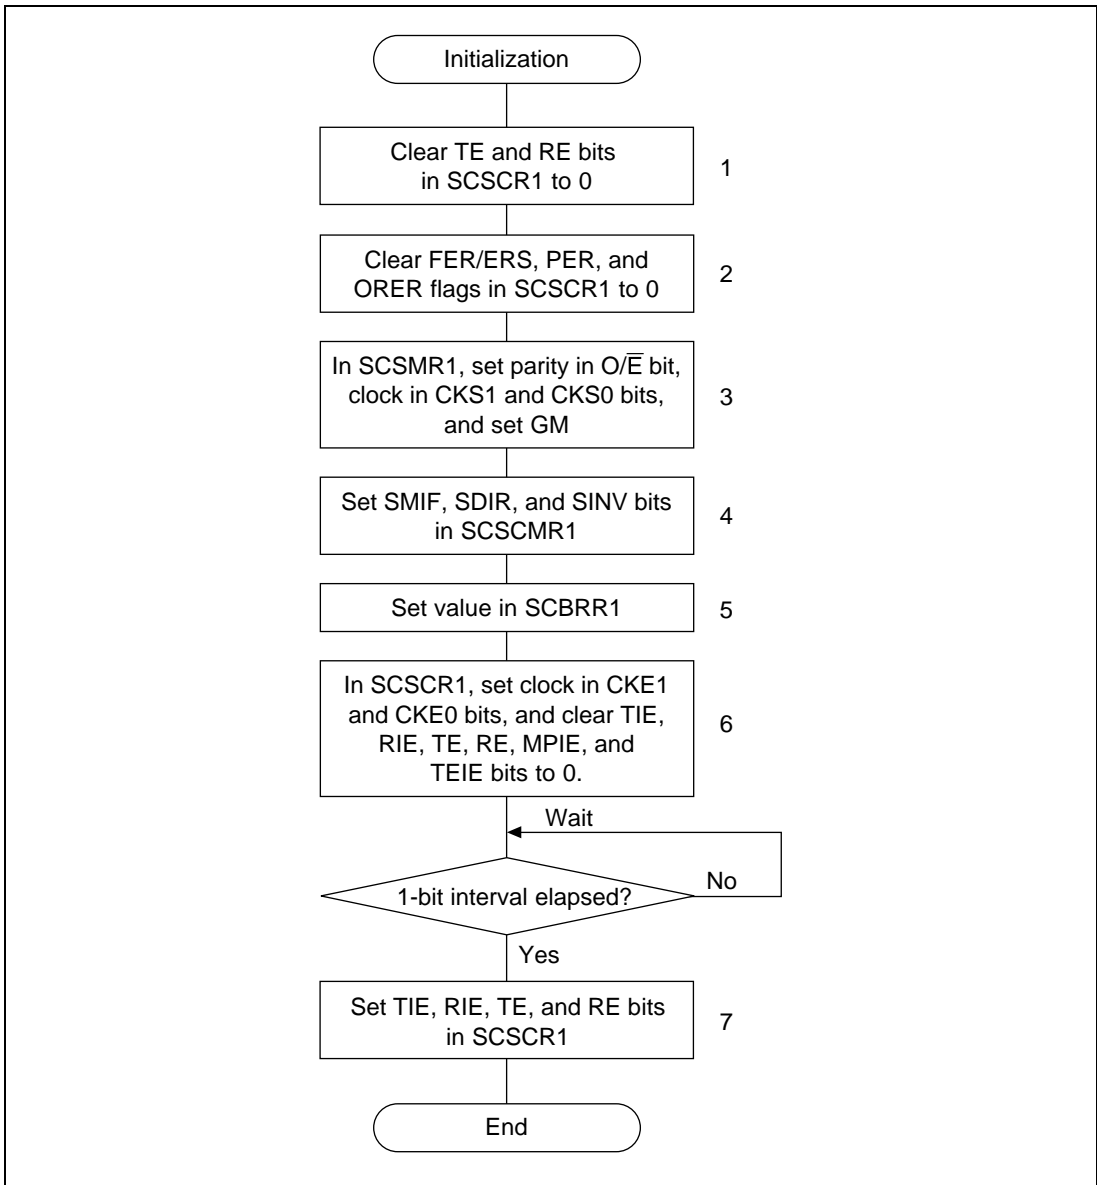 Initialization
Clear TE and RE bits
in SCSCR1 to 0
1
Clear FER/ERS, PER, and
ORER flags in SCSCR1 to 0
2
In SCSMR1, set parity in O/E̅ bit,
clock in CKS1 and CKS0 bits,
and set GM
3
Set SMIF, SDIR, and SINV bits
in SCSCMR1
4
Set value in SCBRR1
5
In SCSCR1, set clock in CKE1
and CKE0 bits, and clear TIE,
RIE, TE, RE, MPIE, and
TEIE bits to 0.
6
Wait
1-bit interval elapsed?
No
Yes
Set TIE, RIE, TE, and RE bits
in SCSCR1
7
End